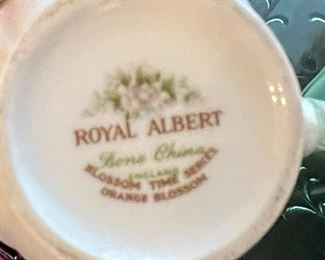 ROYAL ALBERT
Bone China
ENGLAND
BLOSSOM TIME SERIES
ORANGE BLOSSOM